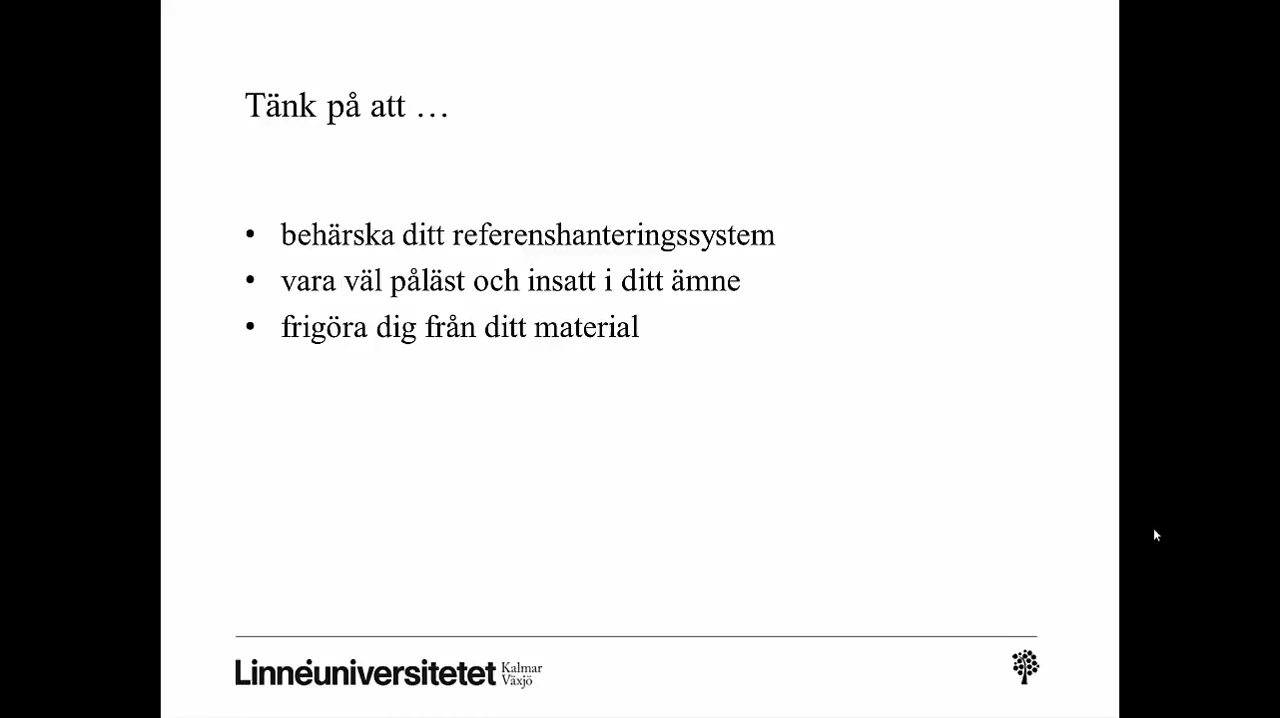 Tänk på att …
• behärska ditt referenshanteringssystem
• vara väl påläst och insatt i ditt ämne
• frigöra dig från ditt material
Linnéuniversitetet
Kalmar
Växjö